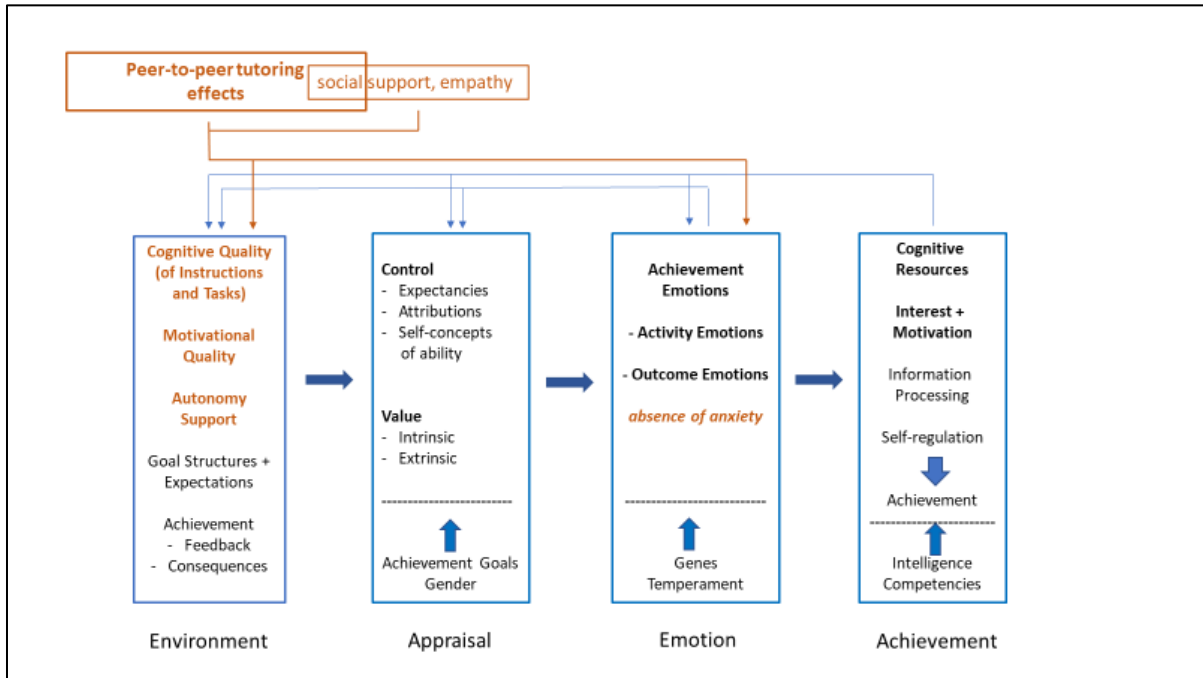 Peer-to-peer tutoring
effects
social support, empathy
Cognitive Quality
(of Instructions
and Tasks)
Motivational
Quality
Autonomy
Support
Goal Structures +
Expectations
Achievement
- Feedback
- Consequences
Environment
Control
- Expectancies
- Attributions
- Self-concepts
of ability
Value
- Intrinsic
- Extrinsic
Achievement Goals
Gender
Appraisal
Achievement
Emotions
- Activity Emotions
- Outcome Emotions
absence of anxiety
Genes
Temperament
Emotion
Cognitive
Resources
Interest +
Motivation
Information
Processing
Self-regulation
Achievement
Intelligence
Competencies
Achievement